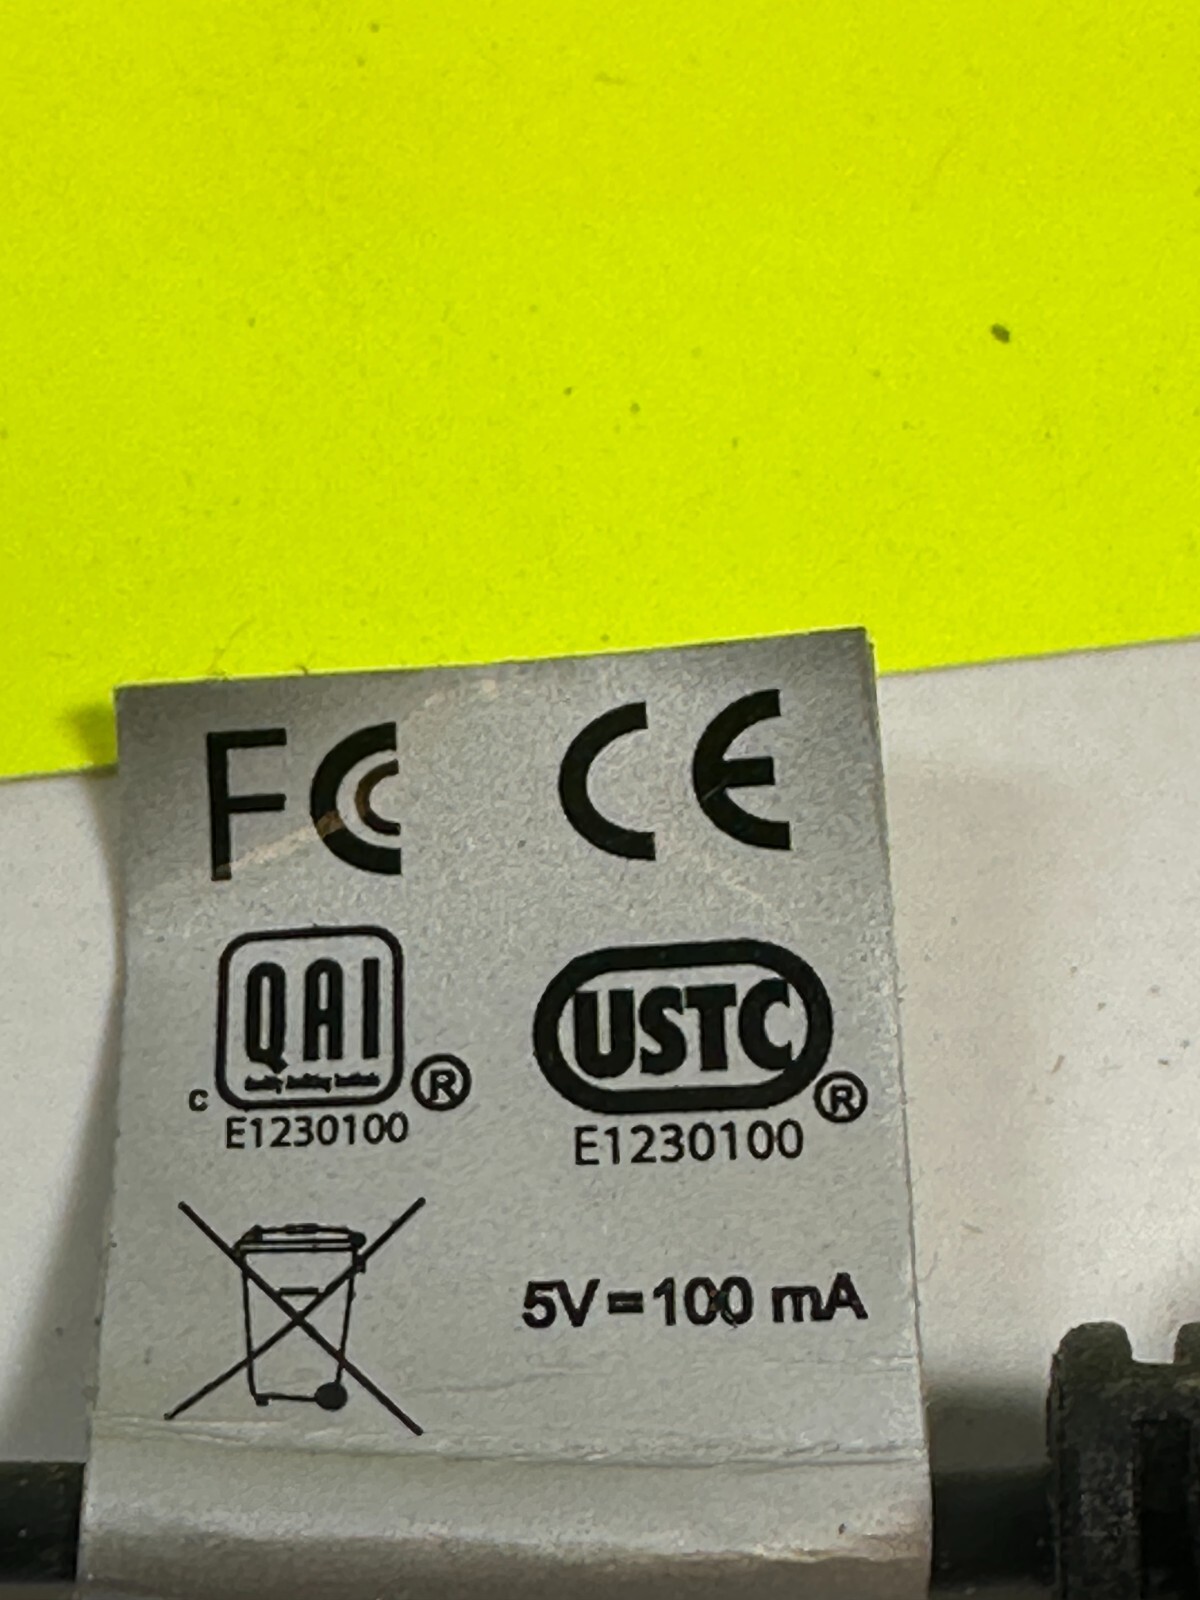 FC CE
QAI
c ® USTC ®
E1230100 E1230100
5V=100 mA